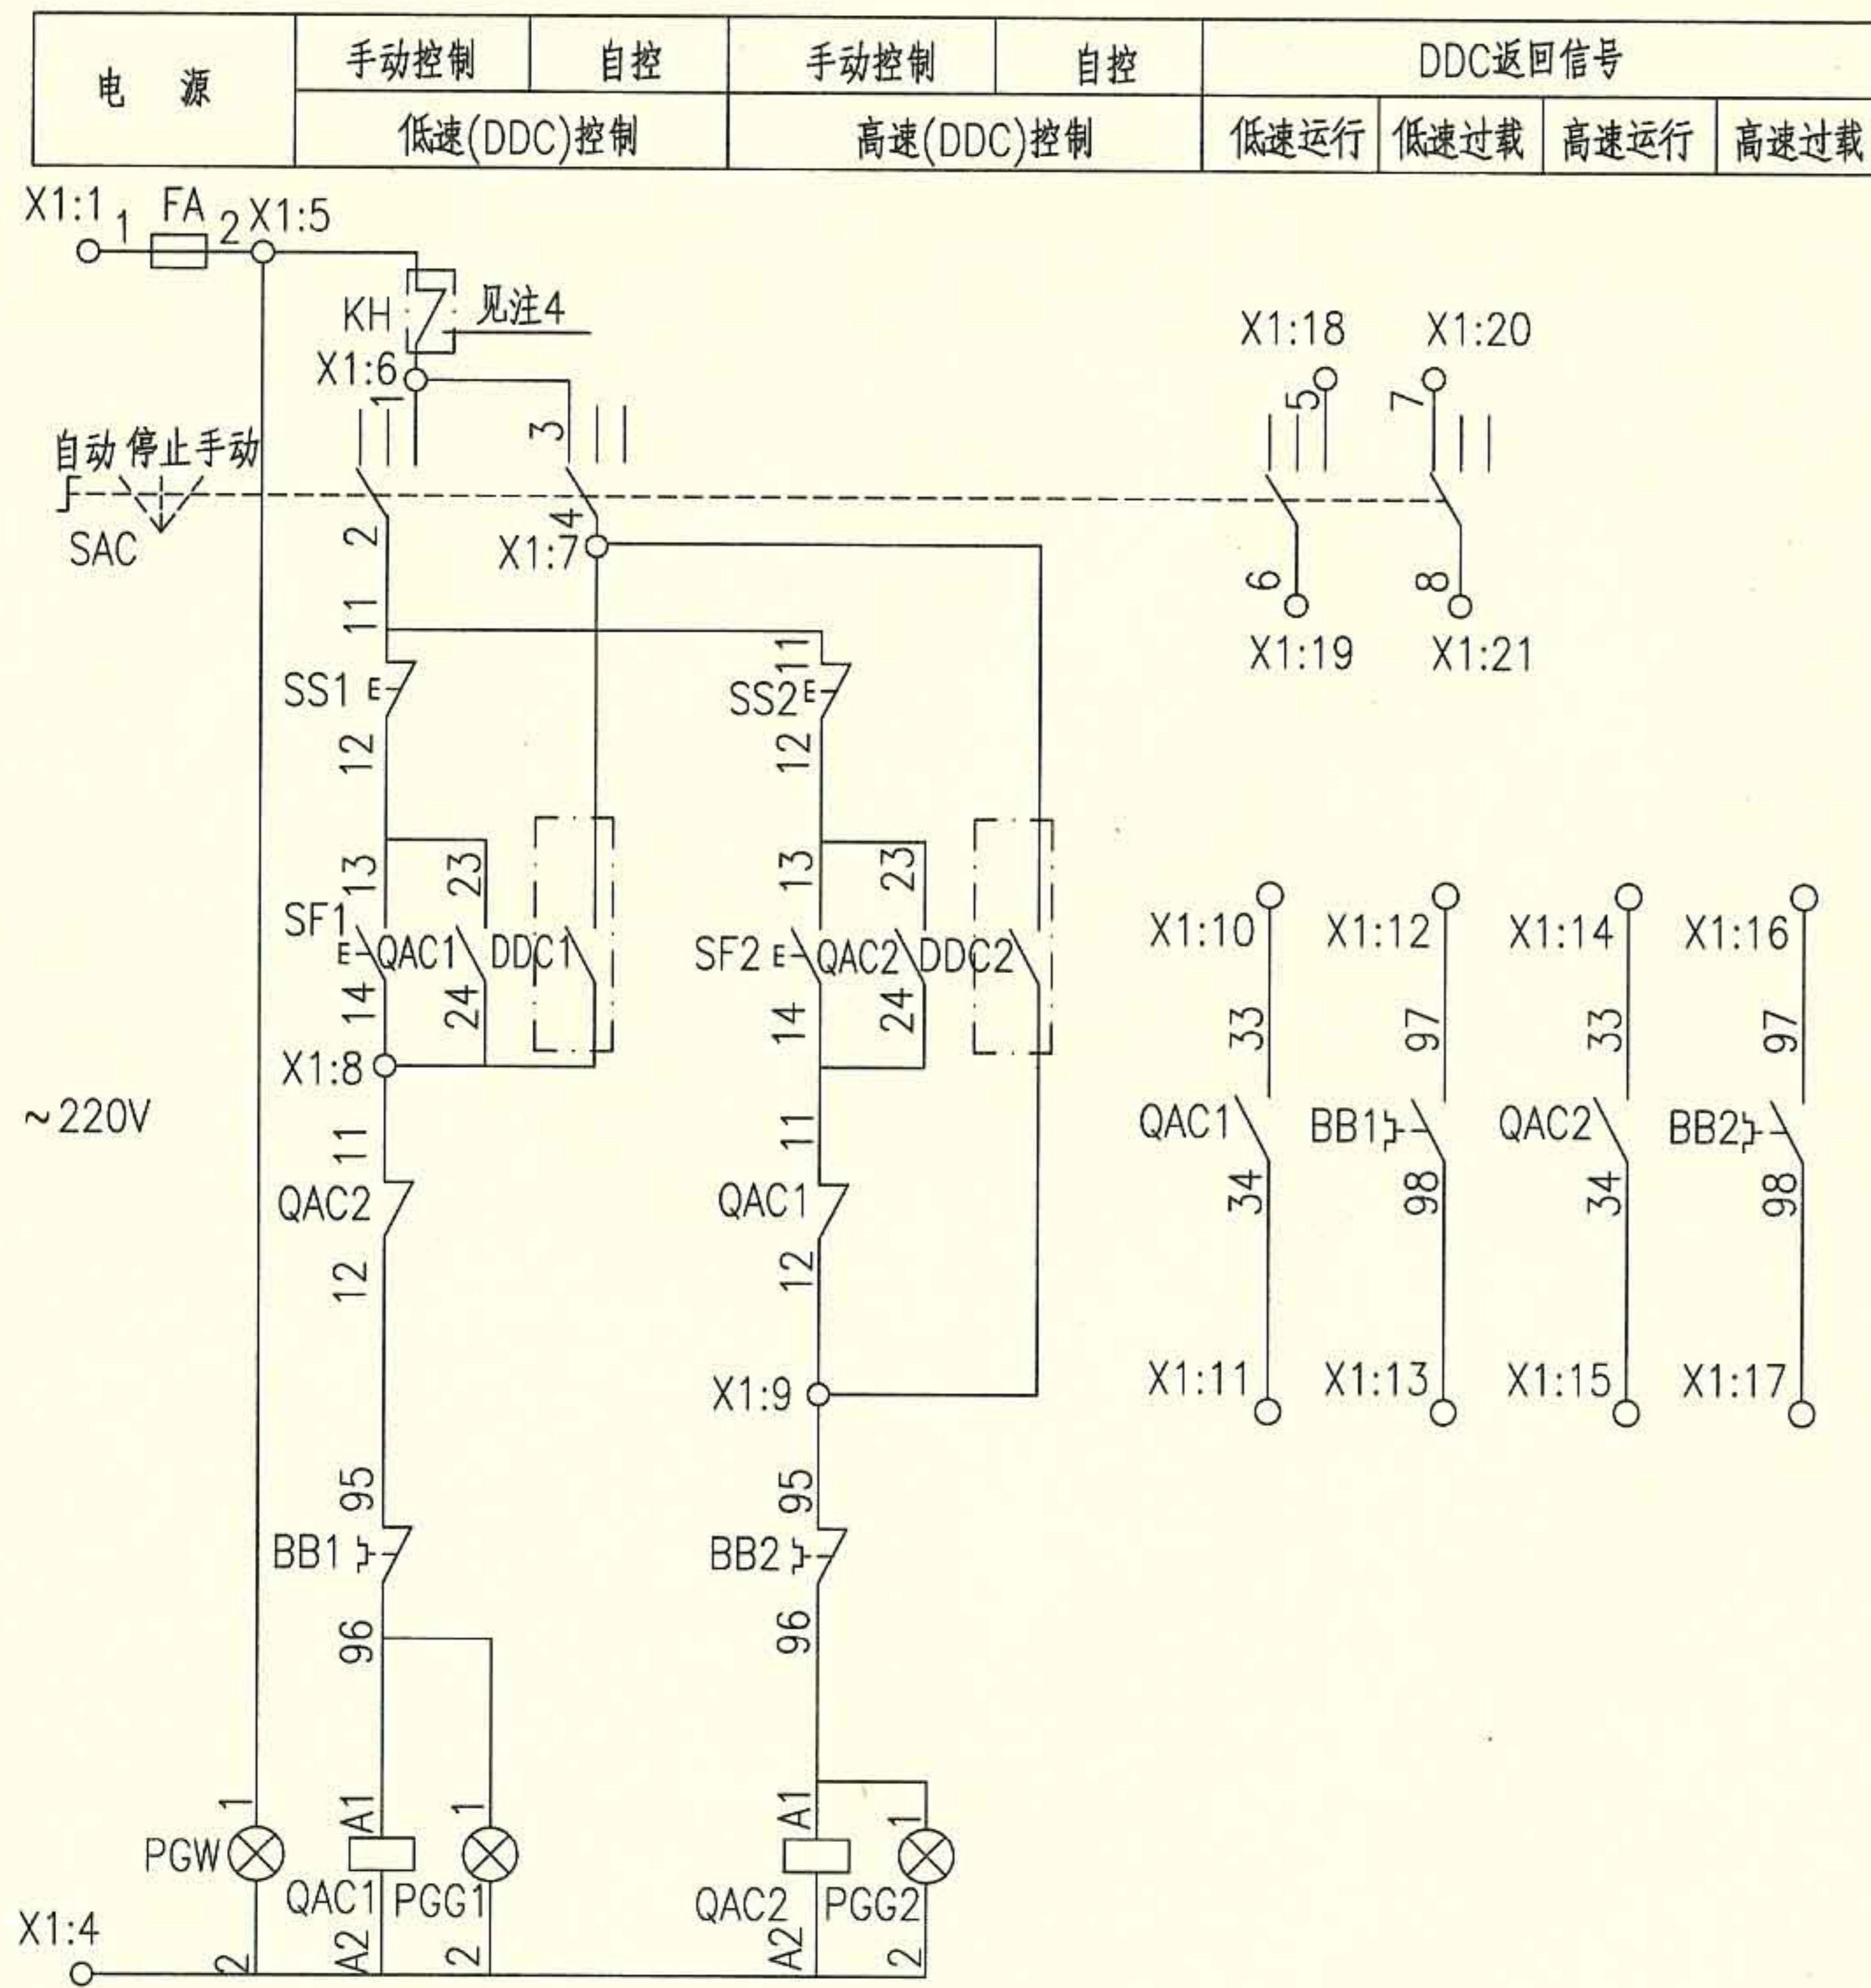 电 源
手动控制 自控 手动控制 自控 DDC返回信号
低速(DDC)控制 高速(DDC)控制 低速运行 低速过载 高速运行 高速过载
X1:1 1 FA 2 X1:5
KH 见注4
X1:6
X1:18 X1:20
1 3 5 7
自动 停止 手动
SAC
2 4
X1:7
6 8
X1:19 X1:21
11 11
SS1 E SS2 E
12 12
13 23 13 23
SF1 E QAC1 DDC1 SF2 E QAC2 DDC2
X1:10 X1:12 X1:14 X1:16
14 24 14 24
33 97 33 97
X1:8
~220V
11 11
QAC1 BB1 QAC2 BB2
34 98 34 98
QAC2 QAC1
12 12
X1:9
X1:11 X1:13 X1:15 X1:17
95 95
BB1 BB2
96 96
1 A1 1 A1 1
PGW
QAC1 PGG1 QAC2 PGG2
X1:4
2 A2 2 A2 2